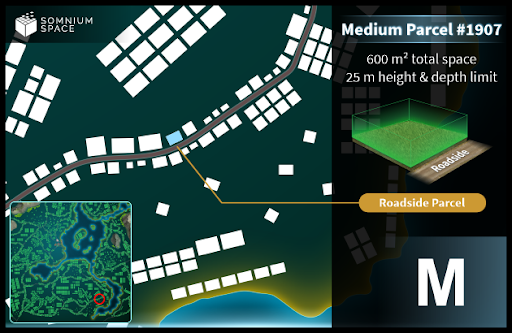 SOMNIUM
SPACE
Medium Parcel #1907
600 m² total space
25 m height & depth limit
Roadside
Roadside Parcel
M